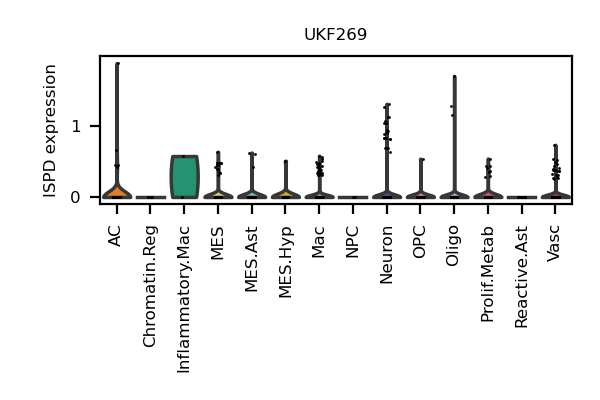 UKF269
ISPD expression
1
0
AC
Chromatin.Reg
Inflammatory.Mac
MES
MES.Ast
MES.Hyp
Mac
NPC
Neuron
OPC
Oligo
Prolif.Metab
Reactive.Ast
Vasc